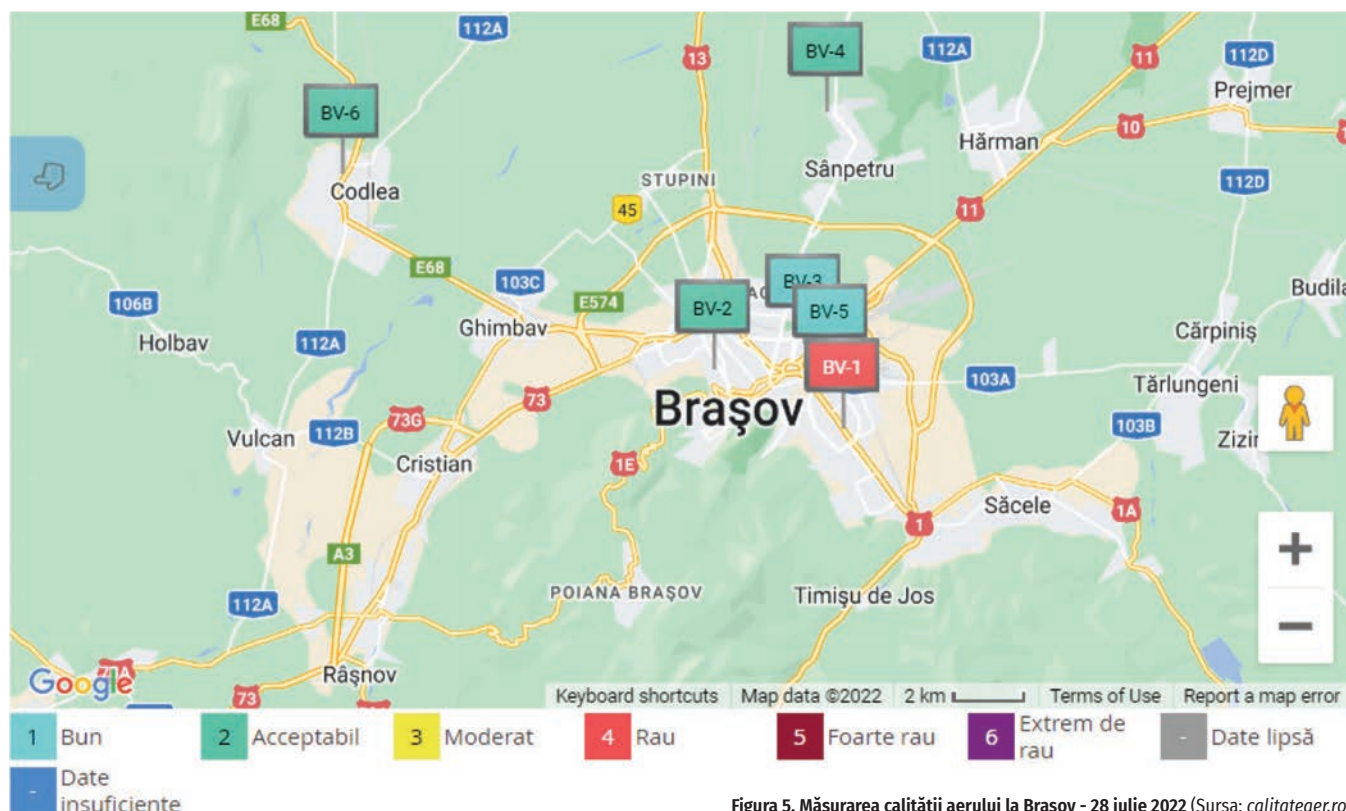 E68
112A
BV-4
112A
11
112D
13
BV-6
Prejmer
10
Hărman
Sânpetru
STUPINI
112D
Codlea
45
11
E68
103C
BV-3
BV-5
BV-2
E574
106B
Budila
Ghimbav
Cărpiniș
Holbav
112A
BV-1
103A
Tărlungeni
73
Brașov
73G
103B
Vulcan
112B
Zizin
Cristian
1E
Săcele
1A
1
A3
POIANA BRAȘOV
Timișu de Jos
112A
Râșnov
Google
73
Keyboard shortcuts Map data ©2022 2 km Terms of Use Report a map error
1 Bun 2 Acceptabil 3 Moderat 4 Rau 5 Foarte rau 6 Extrem de rau - Date lipsă
- Date insuficiente
Figura 5. Măsurarea calității aerului la Brașov - 28 iulie 2022 (Sursa: calitateaer.ro